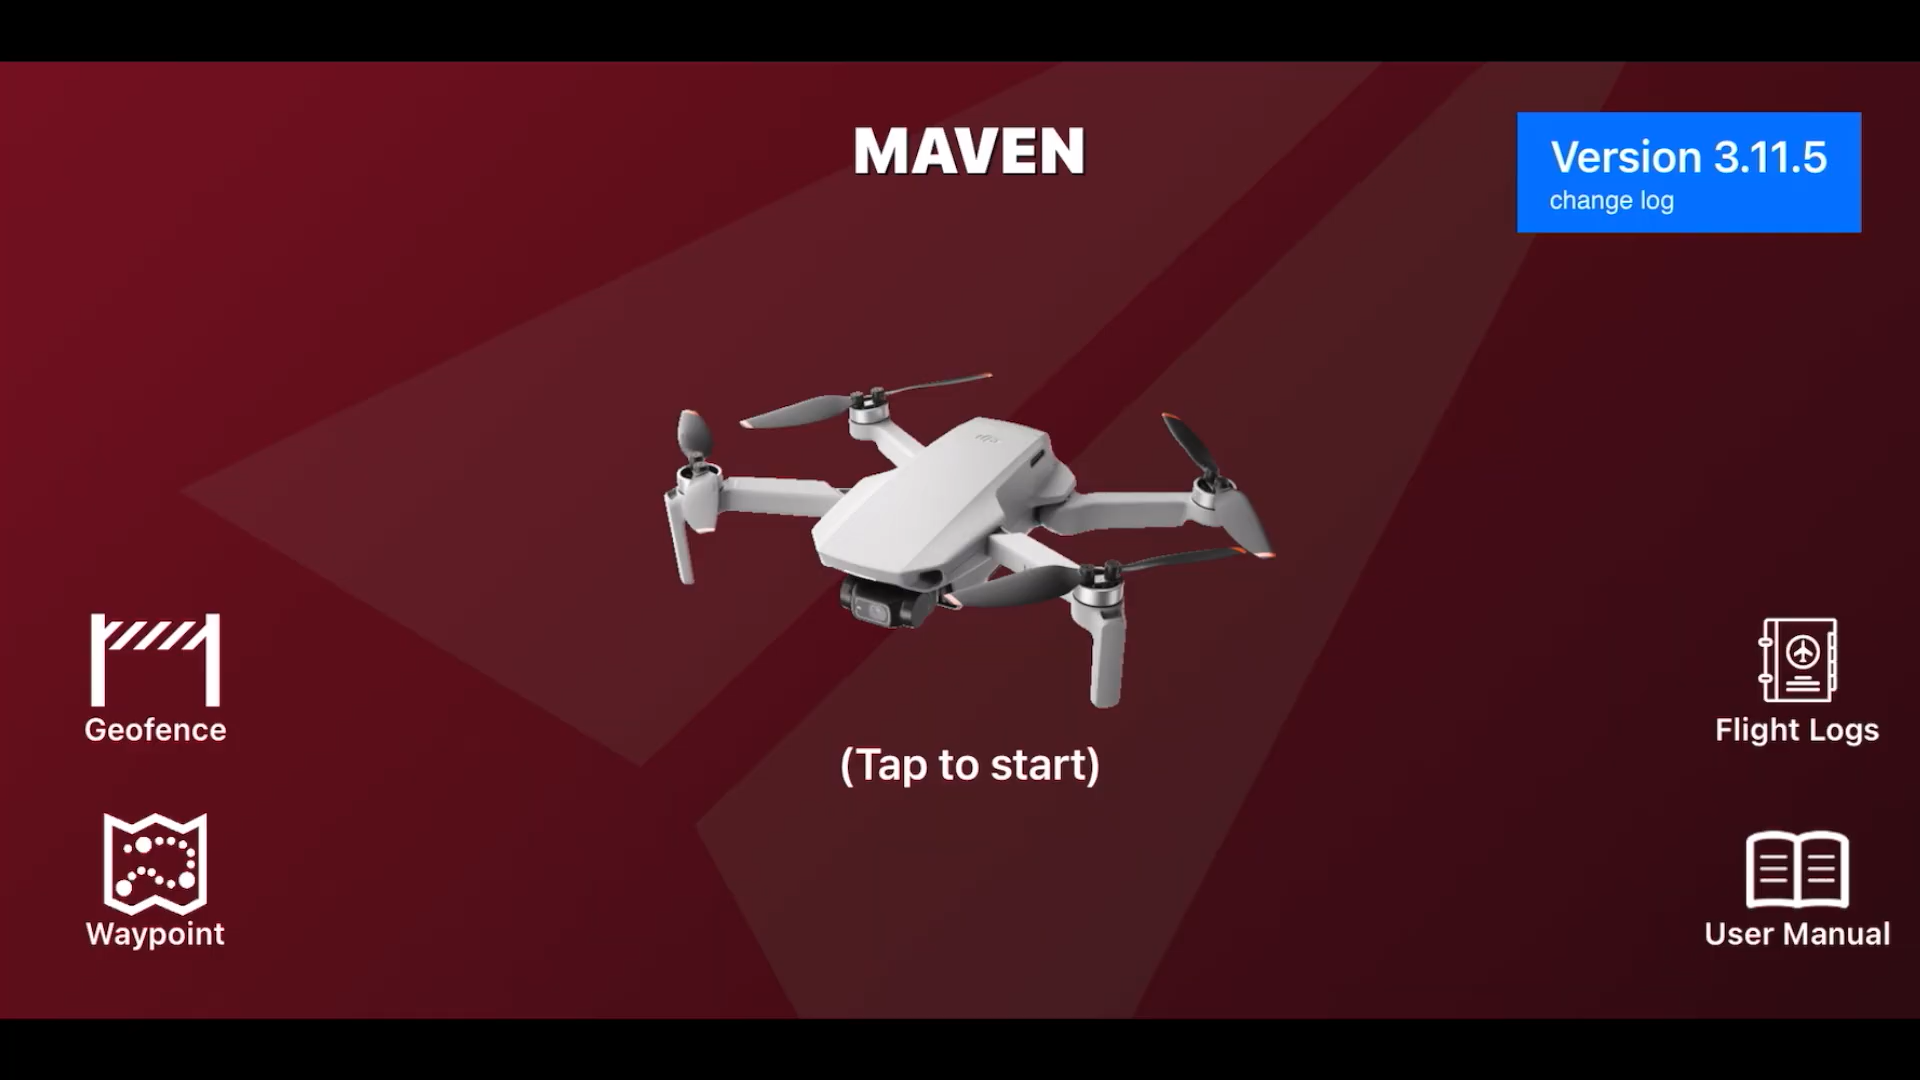 MAVEN
Version 3.11.5
change log
(Tap to start)
Geofence
Waypoint
Flight Logs
User Manual